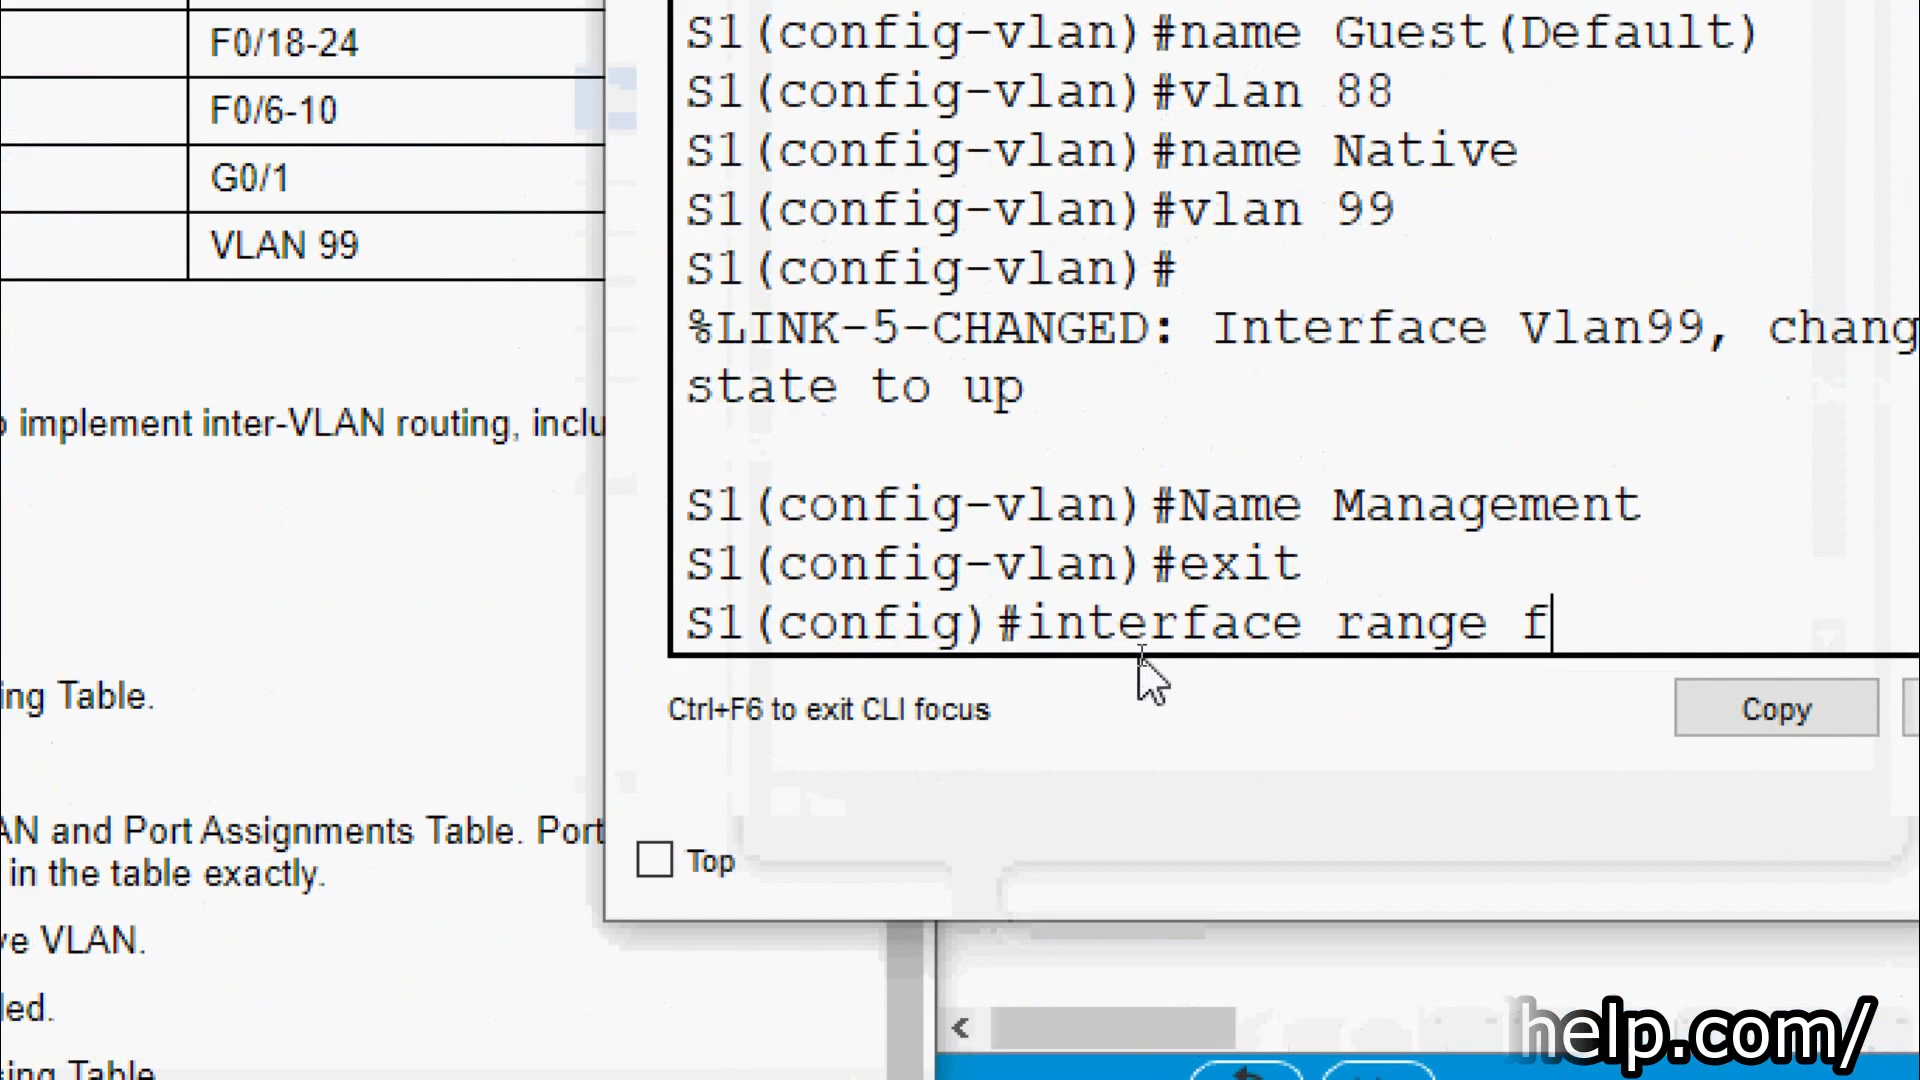 F0/18-24
F0/6-10
G0/1
VLAN 99
implement inter-VLAN routing, inclu
ing Table.
AN and Port Assignments Table. Port
in the table exactly.
ve VLAN.
led.
sing Table
S1(config-vlan)#name Guest(Default)
S1(config-vlan)#vlan 88
S1(config-vlan)#name Native
S1(config-vlan)#vlan 99
S1(config-vlan)#
%LINK-5-CHANGED: Interface Vlan99, chang
state to up
S1(config-vlan)#Name Management
S1(config-vlan)#exit
S1(config)#interface range f
Ctrl+F6 to exit CLI focus
Copy
Top
help.com/